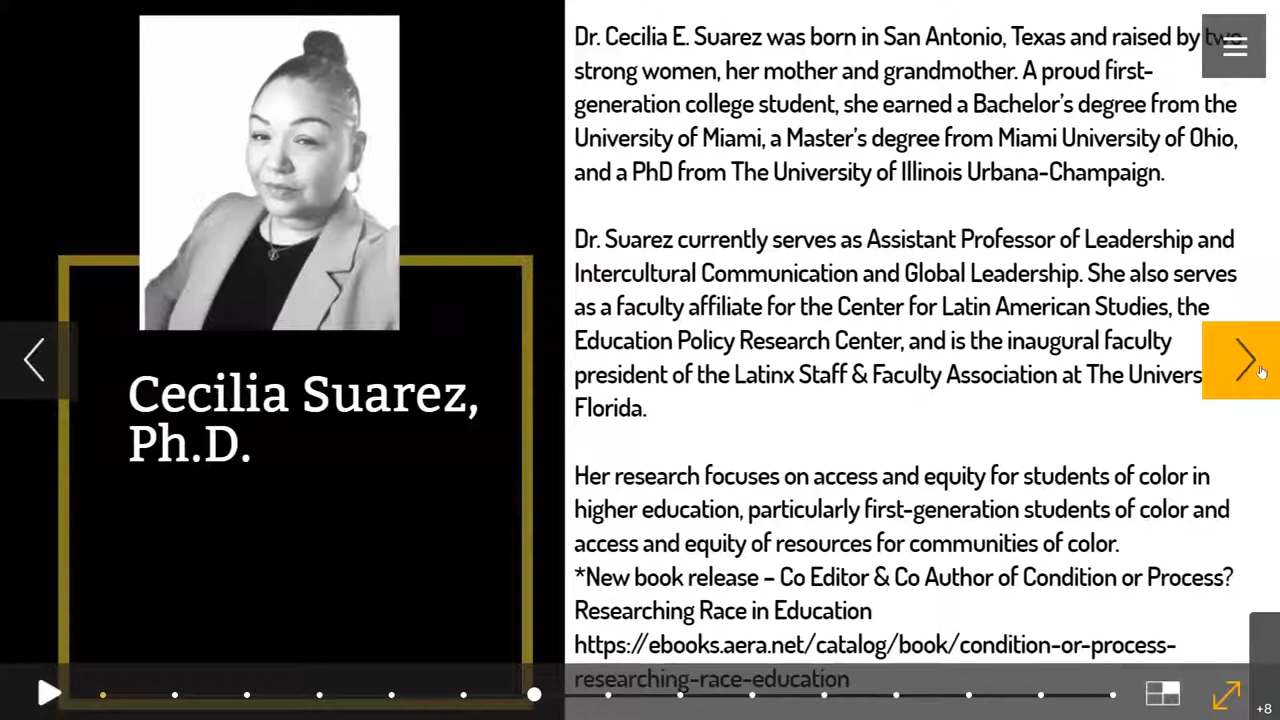 Cecilia Suarez,
Ph.D.
Dr. Cecilia E. Suarez was born in San Antonio, Texas and raised by two
strong women, her mother and grandmother. A proud first-
generation college student, she earned a Bachelor's degree from the
University of Miami, a Master's degree from Miami University of Ohio,
and a PhD from The University of Illinois Urbana-Champaign.
Dr. Suarez currently serves as Assistant Professor of Leadership and
Intercultural Communication and Global Leadership. She also serves
as a faculty affiliate for the Center for Latin American Studies, the
Education Policy Research Center, and is the inaugural faculty
president of the Latinx Staff & Faculty Association at The Univers
Florida.
Her research focuses on access and equity for students of color in
higher education, particularly first-generation students of color and
access and equity of resources for communities of color.
*New book release – Co Editor & Co Author of Condition or Process?
Researching Race in Education
https://ebooks.aera.net/catalog/book/condition-or-process-
researching-race-education
+8